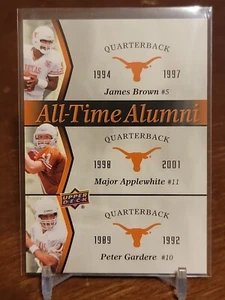 QUARTERBACK
1994 1997
James Brown #5
All-Time Alumni
QUARTERBACK
1998 2001
Major Applewhite #11
UPPER DECK
QUARTERBACK
1989 1992
Peter Gardere #10